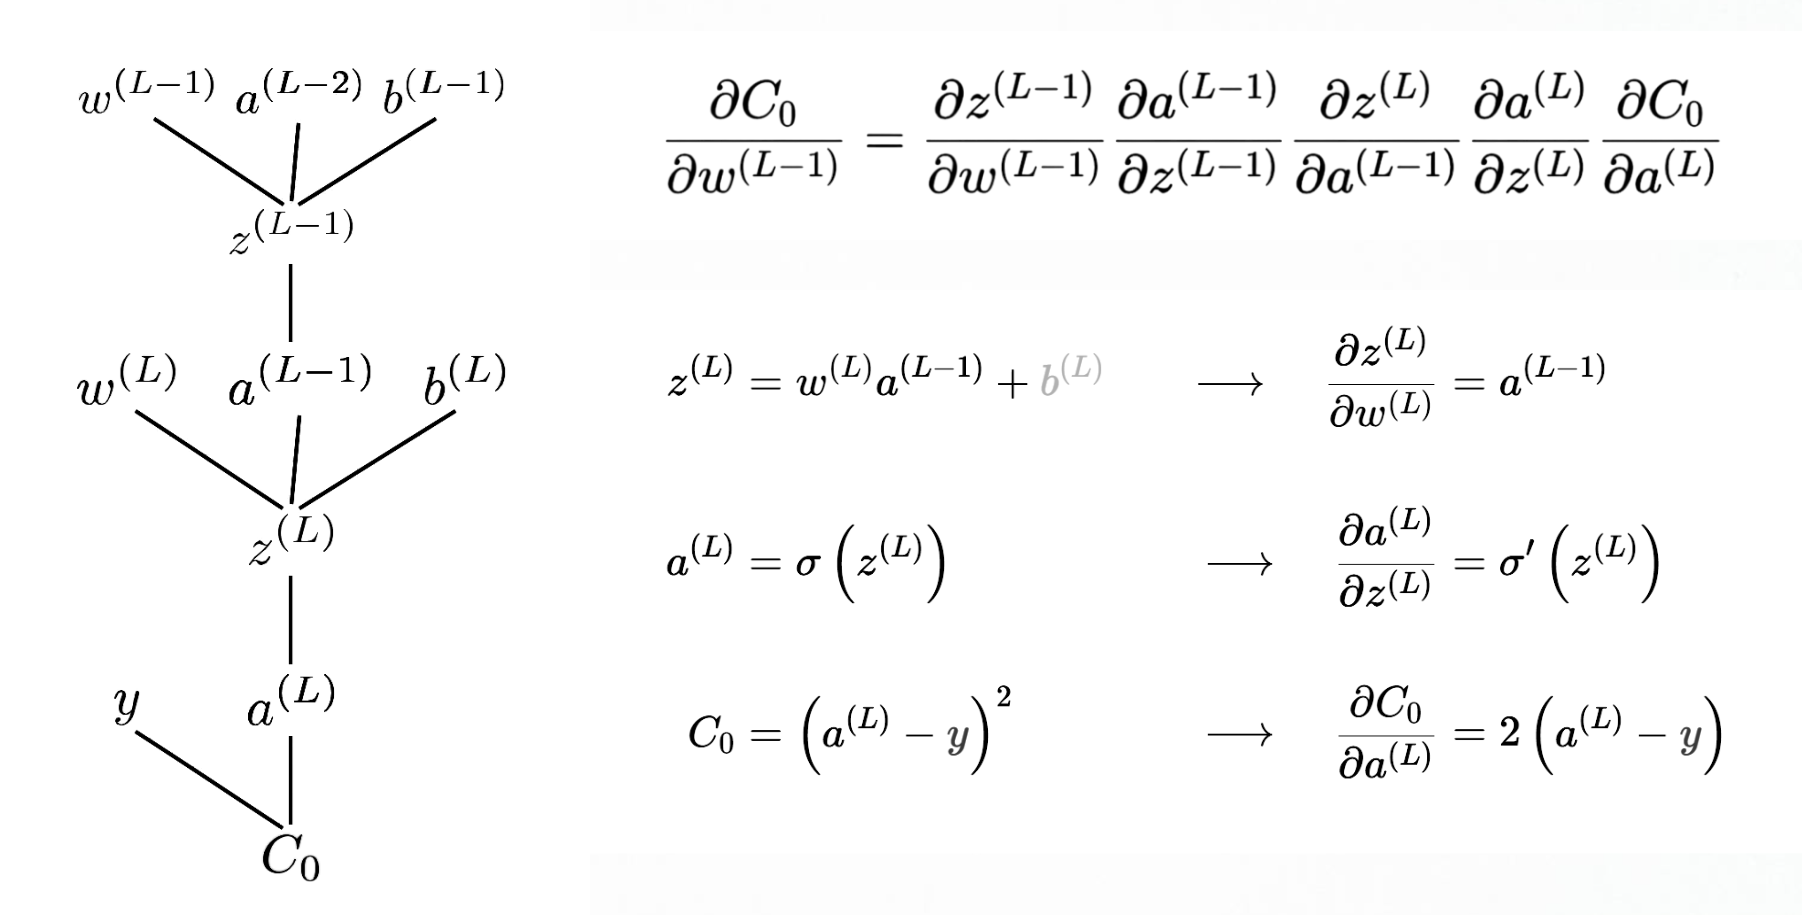 w^{(L-1)} a^{(L-2)} b^{(L-1)}
z^{(L-1)}
w^{(L)} a^{(L-1)} b^{(L)}
z^{(L)}
y a^{(L)}
C_0
\frac{\partial C_0}{\partial w^{(L-1)}} = \frac{\partial z^{(L-1)}}{\partial w^{(L-1)}} \frac{\partial a^{(L-1)}}{\partial z^{(L-1)}} \frac{\partial z^{(L)}}{\partial a^{(L-1)}} \frac{\partial a^{(L)}}{\partial z^{(L)}} \frac{\partial C_0}{\partial a^{(L)}}
z^{(L)} = w^{(L)} a^{(L-1)} + b^{(L)} \longrightarrow \frac{\partial z^{(L)}}{\partial w^{(L)}} = a^{(L-1)}
a^{(L)} = \sigma \left( z^{(L)} \right) \longrightarrow \frac{\partial a^{(L)}}{\partial z^{(L)}} = \sigma' \left( z^{(L)} \right)
C_0 = \left( a^{(L)} - y \right)^2 \longrightarrow \frac{\partial C_0}{\partial a^{(L)}} = 2 \left( a^{(L)} - y \right)